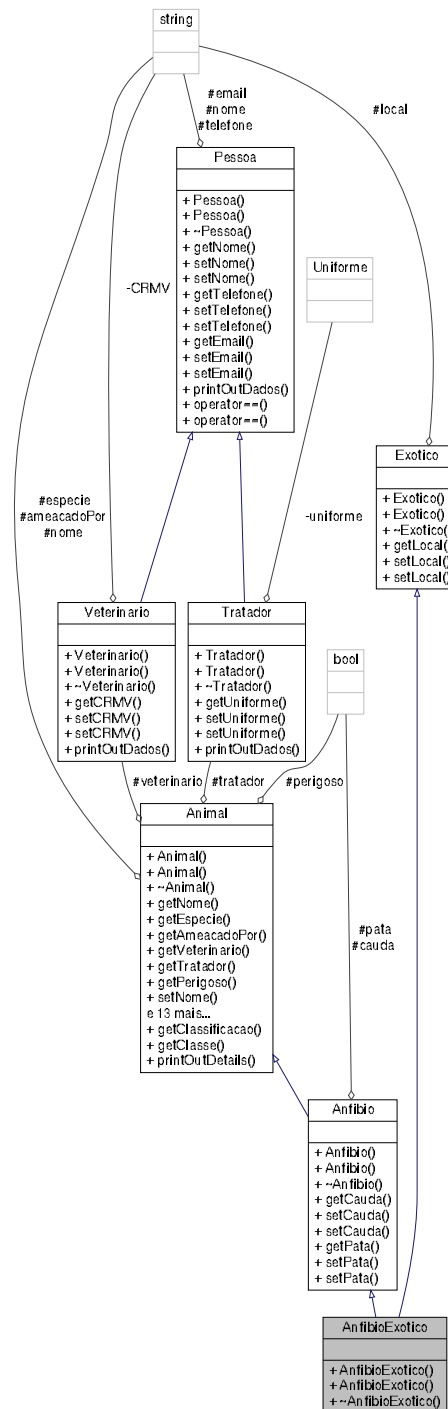 string
#email
#nome
#telefone
#local
Pessoa
+ Pessoa()
+ Pessoa()
+ ~Pessoa()
+ getNome()
+ setNome()
+ setNome()
+ getTelefone()
+ setTelefone()
+ setTelefone()
+ getEmail()
+ setEmail()
+ setEmail()
+ printOutDados()
+ operator==()
+ operator==()
Uniforme
-CRMV
Exotico
+ Exotico()
+ Exotico()
+ ~Exotico()
+ getLocal()
+ setLocal()
+ setLocal()
#especie
#ameacadoPor
#nome
-uniforme
Veterinario
+ Veterinario()
+ Veterinario()
+ ~Veterinario()
+ getCRMV()
+ setCRMV()
+ setCRMV()
+ printOutDados()
Tratador
+ Tratador()
+ Tratador()
+ ~Tratador()
+ getUniforme()
+ setUniforme()
+ setUniforme()
+ printOutDados()
bool
#veterinario
#tratador
#perigoso
Animal
+ Animal()
+ Animal()
+ ~Animal()
+ getNome()
+ getEspecie()
+ getAmeacadoPor()
+ getVeterinario()
+ getTratador()
+ getPerigoso()
+ setNome()
e 13 mais...
+ getClassificacao()
+ getClasse()
+ printOutDetails()
#pata
#cauda
Anfibio
+ Anfibio()
+ Anfibio()
+ ~Anfibio()
+ getCauda()
+ setCauda()
+ setCauda()
+ getPata()
+ setPata()
+ setPata()
AnfibioExotico
+ AnfibioExotico()
+ AnfibioExotico()
+ ~AnfibioExotico()